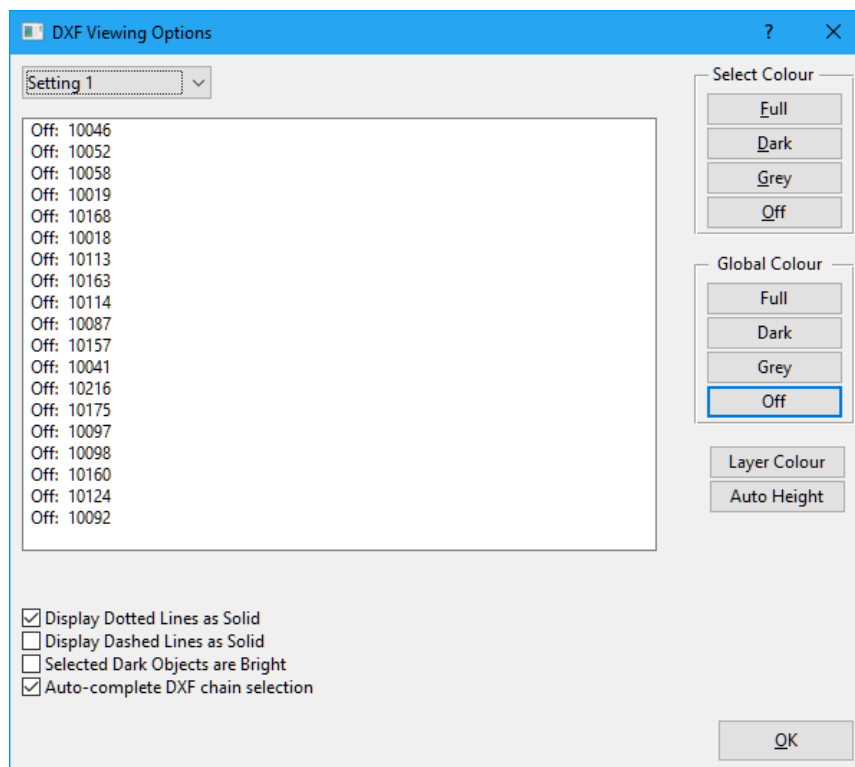 DXF Viewing Options
?
Setting 1
Off: 10046
Off: 10052
Off: 10058
Off: 10019
Off: 10168
Off: 10018
Off: 10113
Off: 10163
Off: 10114
Off: 10087
Off: 10157
Off: 10041
Off: 10216
Off: 10175
Off: 10097
Off: 10098
Off: 10160
Off: 10124
Off: 10092
Select Colour
Full
Dark
Grey
Off
Global Colour
Full
Dark
Grey
Off
Layer Colour
Auto Height
Display Dotted Lines as Solid
Display Dashed Lines as Solid
Selected Dark Objects are Bright
Auto-complete DXF chain selection
OK